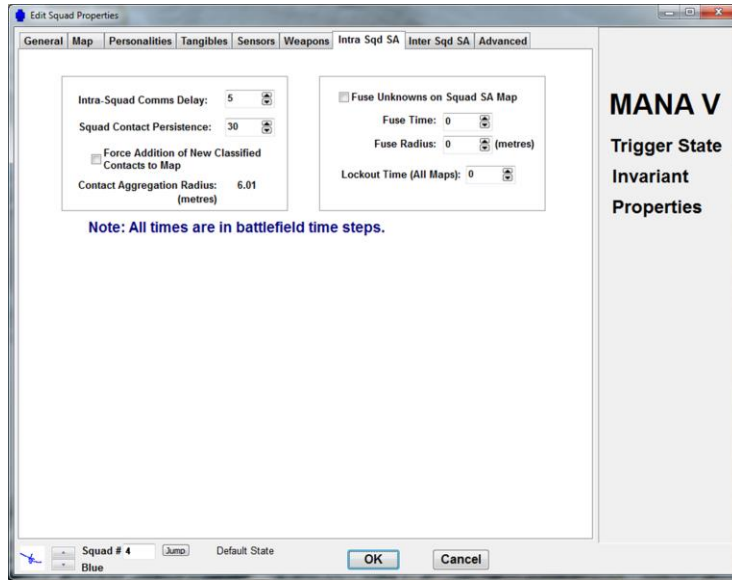 Edit Squad Properties
General Map Personalities Tangibles Sensors Weapons Intra Sqd SA Inter Sqd SA Advanced
Intra-Squad Comms Delay: 5
Squad Contact Persistence: 30
Force Addition of New Classified
Contacts to Map
Contact Aggregation Radius: 6.01
(metres)
Fuse Unknowns on Squad SA Map
Fuse Time: 0
Fuse Radius: 0 (metres)
Lockout Time (All Maps): 0
Note: All times are in battlefield time steps.
MANA V
Trigger State
Invariant
Properties
Squad # 4 Jump Default State
Blue
OK Cancel